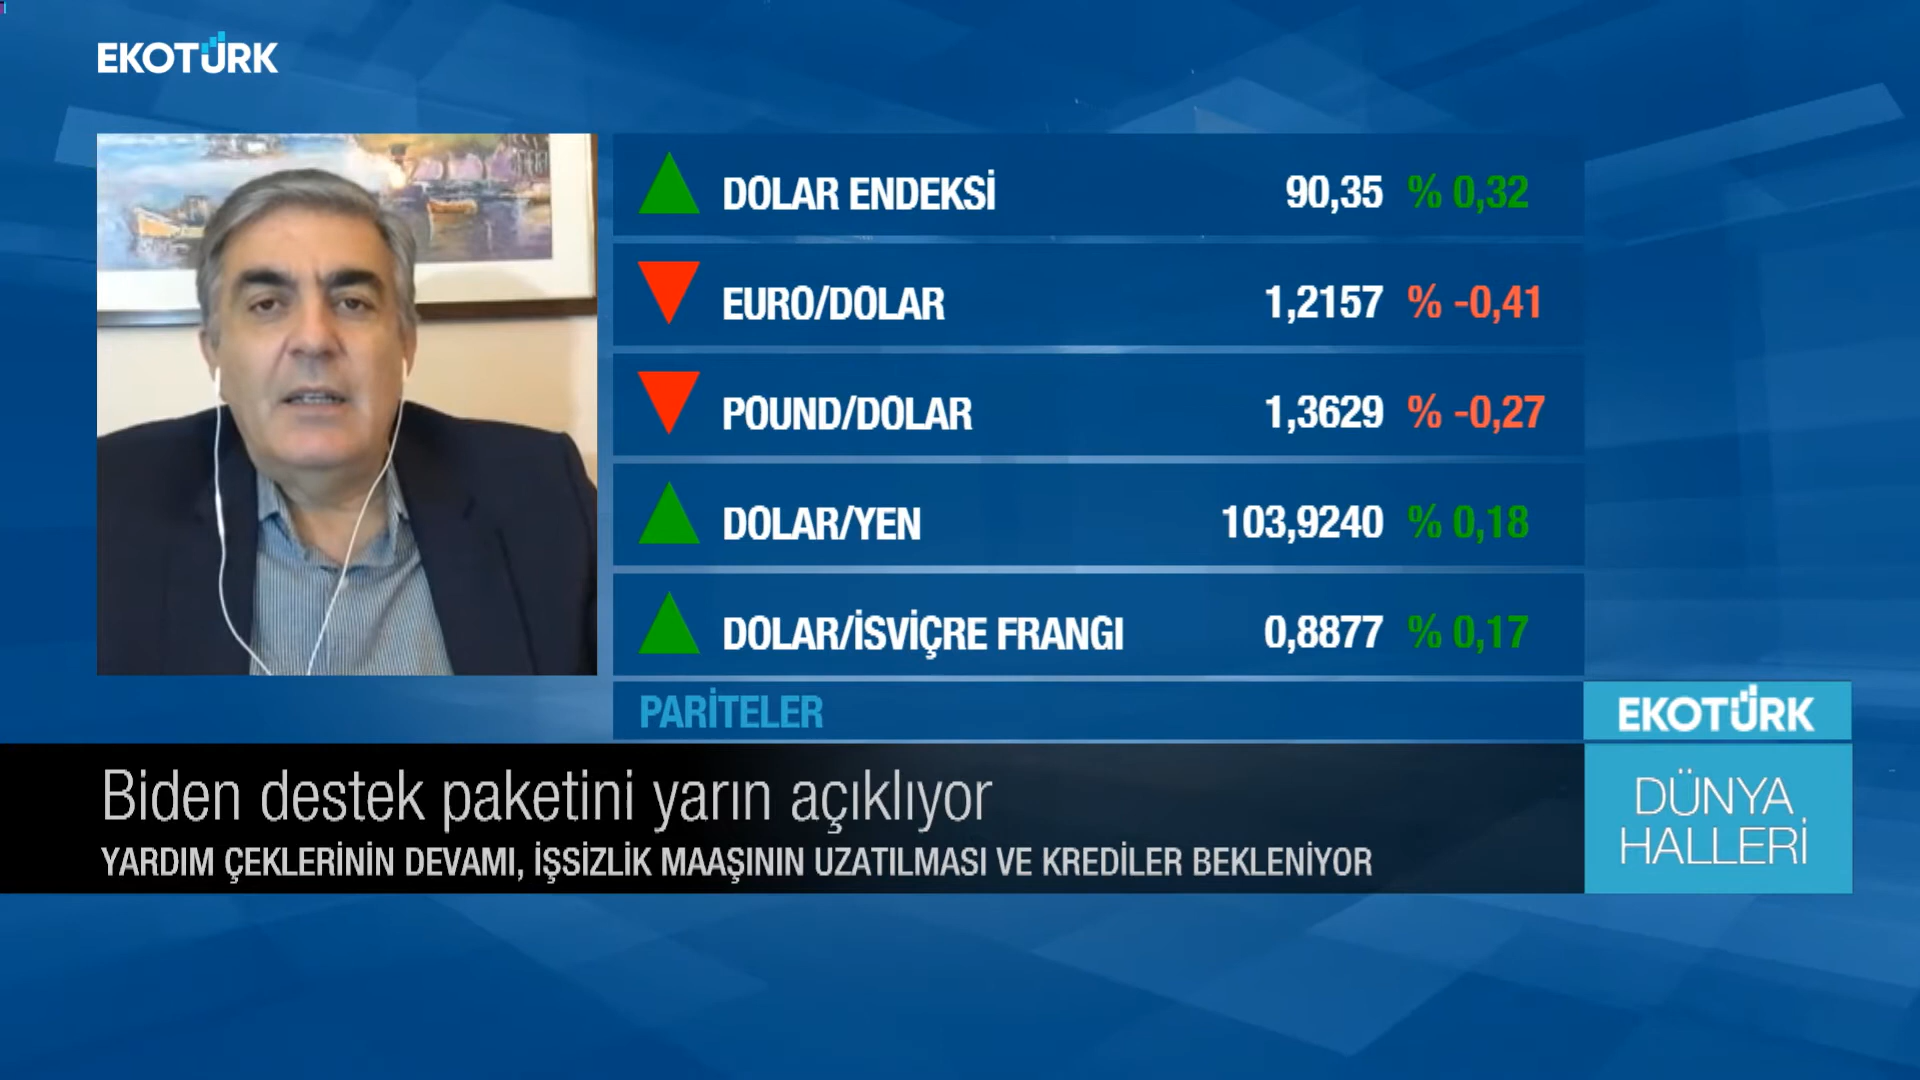 EKOTÜRK
DOLAR ENDEKSİ 90,35 % 0,32
EURO/DOLAR 1,2157 % -0,41
POUND/DOLAR 1,3629 % -0,27
DOLAR/YEN 103,9240 % 0,18
DOLAR/İSVİÇRE FRANGI 0,8877 % 0,17
PARİTELER
EKOTÜRK
Biden destek paketini yarın açıklıyor
YARDIM ÇEKLERİNİN DEVAMI, İŞSİZLİK MAAŞININ UZATILMASI VE KREDİLER BEKLENİYOR
DÜNYA
HALLERİ